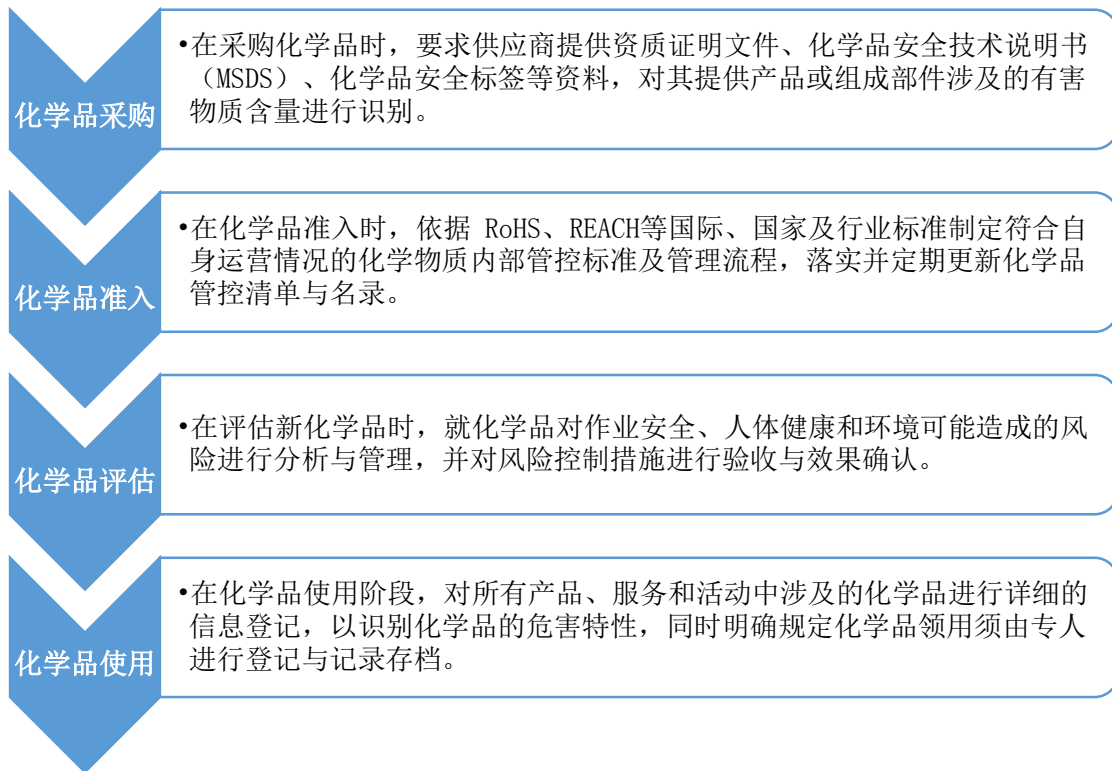 •在采购化学品时，要求供应商提供资质证明文件、化学品安全技术说明书
（MSDS）、化学品安全标签等资料，对其提供产品或组成部件涉及的有害
物质含量进行识别。
化学品采购
•在化学品准入时，依据 RoHS、REACH等国际、国家及行业标准制定符合自
身运营情况的化学物质内部管控标准及管理流程，落实并定期更新化学品
管控清单与名录。
化学品准入
•在评估新化学品时，就化学品对作业安全、人体健康和环境可能造成的风
险进行分析与管理，并对风险控制措施进行验收与效果确认。
化学品评估
•在化学品使用阶段，对所有产品、服务和活动中涉及的化学品进行详细的
信息登记，以识别化学品的危害特性，同时明确规定化学品领用须由专人
进行登记与记录存档。
化学品使用